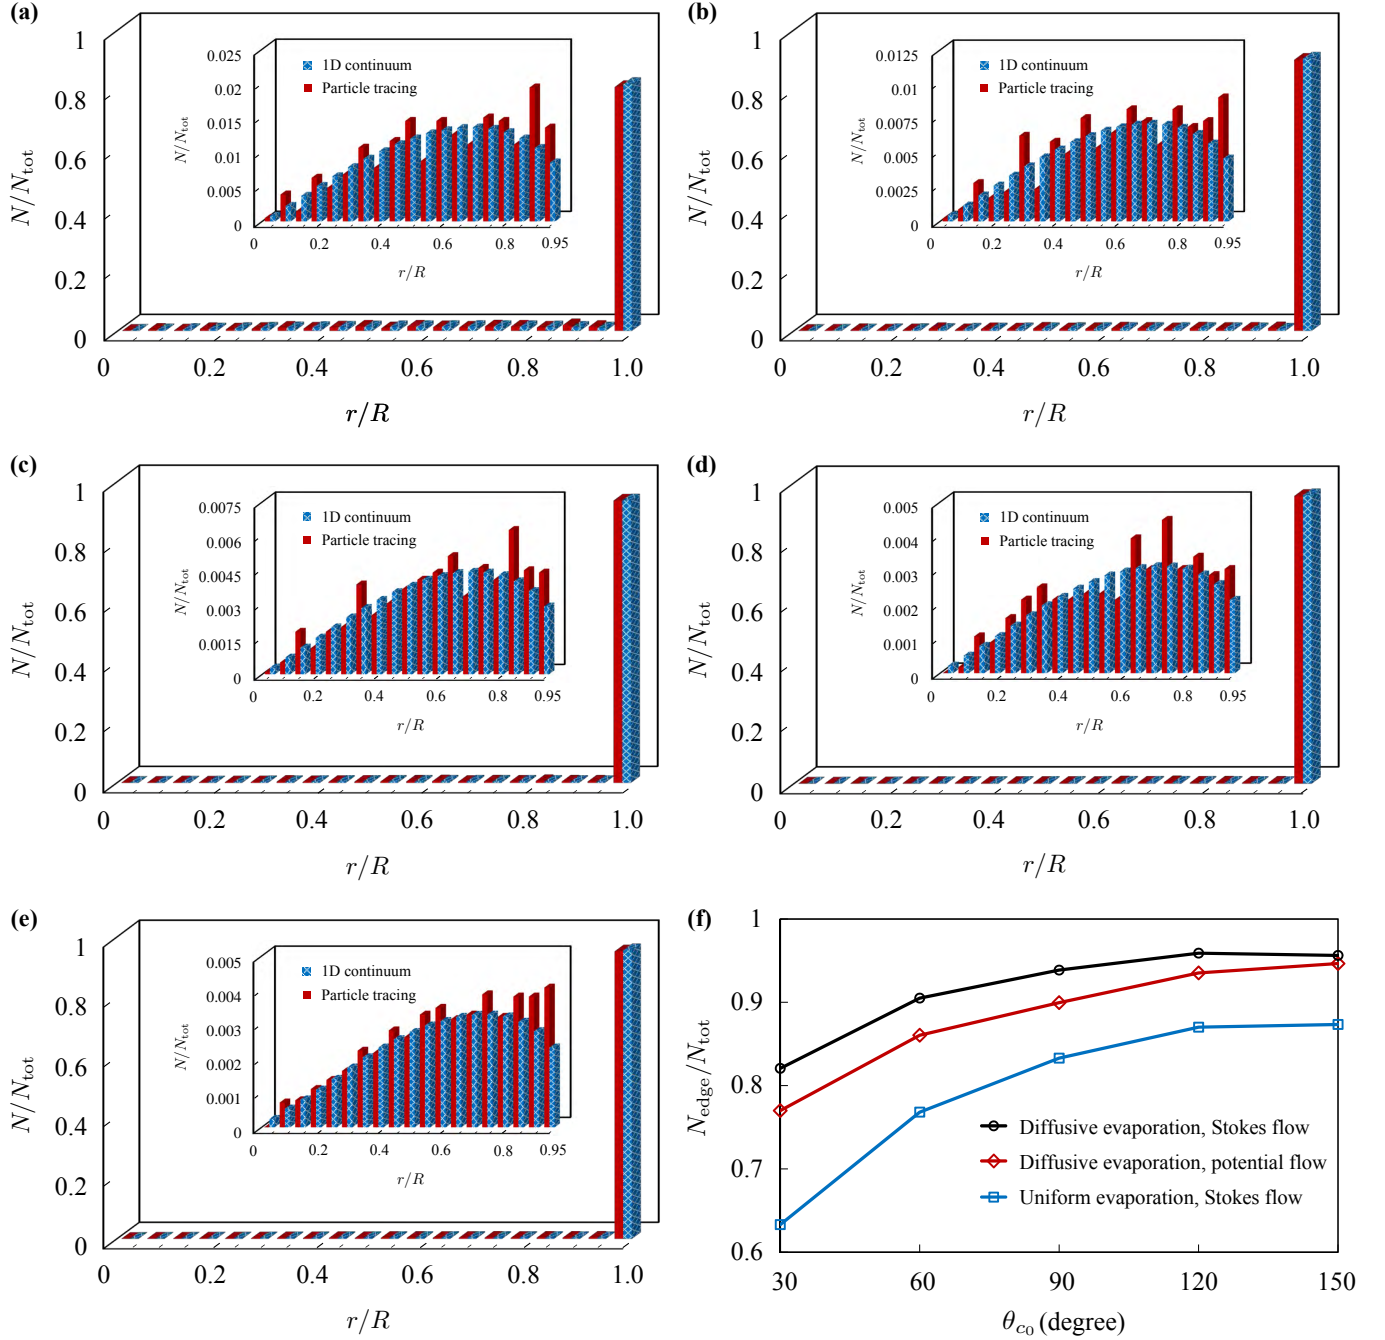 (a)
1
0.8
0.6
0.4
0.2
0
N/N_tot
0 0.2 0.4 0.6 0.8 1.0
r/R
0.025
0.02
0.015
0.01
0.005
0
N/N_tot
1D continuum
Particle tracing
0 0.2 0.4 0.6 0.8 0.95
r/R
(b)
1
0.8
0.6
0.4
0.2
0
N/N_tot
0 0.2 0.4 0.6 0.8 1.0
r/R
0.0125
0.01
0.0075
0.005
0.0025
0
N/N_tot
1D continuum
Particle tracing
0 0.2 0.4 0.6 0.8 0.95
r/R
(c)
1
0.8
0.6
0.4
0.2
0
N/N_tot
0 0.2 0.4 0.6 0.8 1.0
r/R
0.0075
0.006
0.0045
0.003
0.0015
0
N/N_tot
1D continuum
Particle tracing
0 0.2 0.4 0.6 0.8 0.95
r/R
(d)
1
0.8
0.6
0.4
0.2
0
N/N_tot
0 0.2 0.4 0.6 0.8 1.0
r/R
0.005
0.004
0.003
0.002
0.001
0
N/N_tot
1D continuum
Particle tracing
0 0.2 0.4 0.6 0.8 0.95
r/R
(e)
1
0.8
0.6
0.4
0.2
0
N/N_tot
0 0.2 0.4 0.6 0.8 1.0
r/R
0.005
0.004
0.003
0.002
0.001
0
N/N_tot
1D continuum
Particle tracing
0 0.2 0.4 0.6 0.8 0.95
r/R
(f)
1
0.9
0.8
0.7
0.6
N_edge/N_tot
Diffusive evaporation, Stokes flow
Diffusive evaporation, potential flow
Uniform evaporation, Stokes flow
30 60 90 120 150
θ_c₀ (degree)